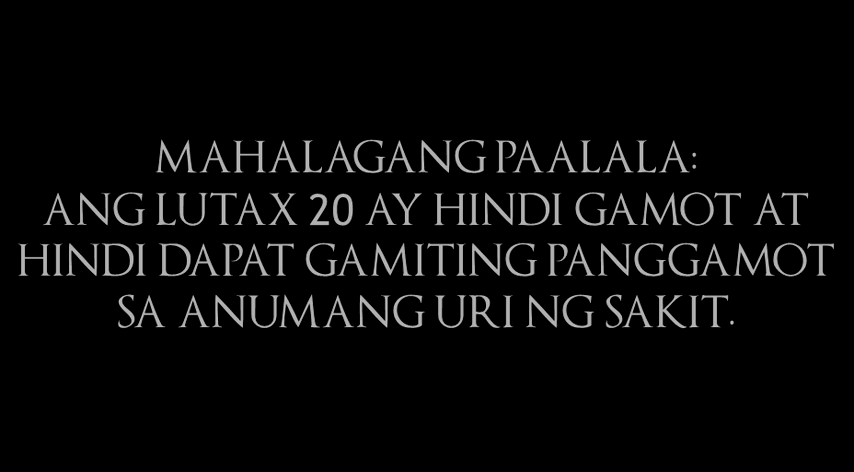 MAHALAGANG PAALALA:
ANG LUTAX 20 AY HINDI GAMOT AT
HINDI DAPAT GAMITING PANGGAMOT
SA ANUMANG URI NG SAKIT.